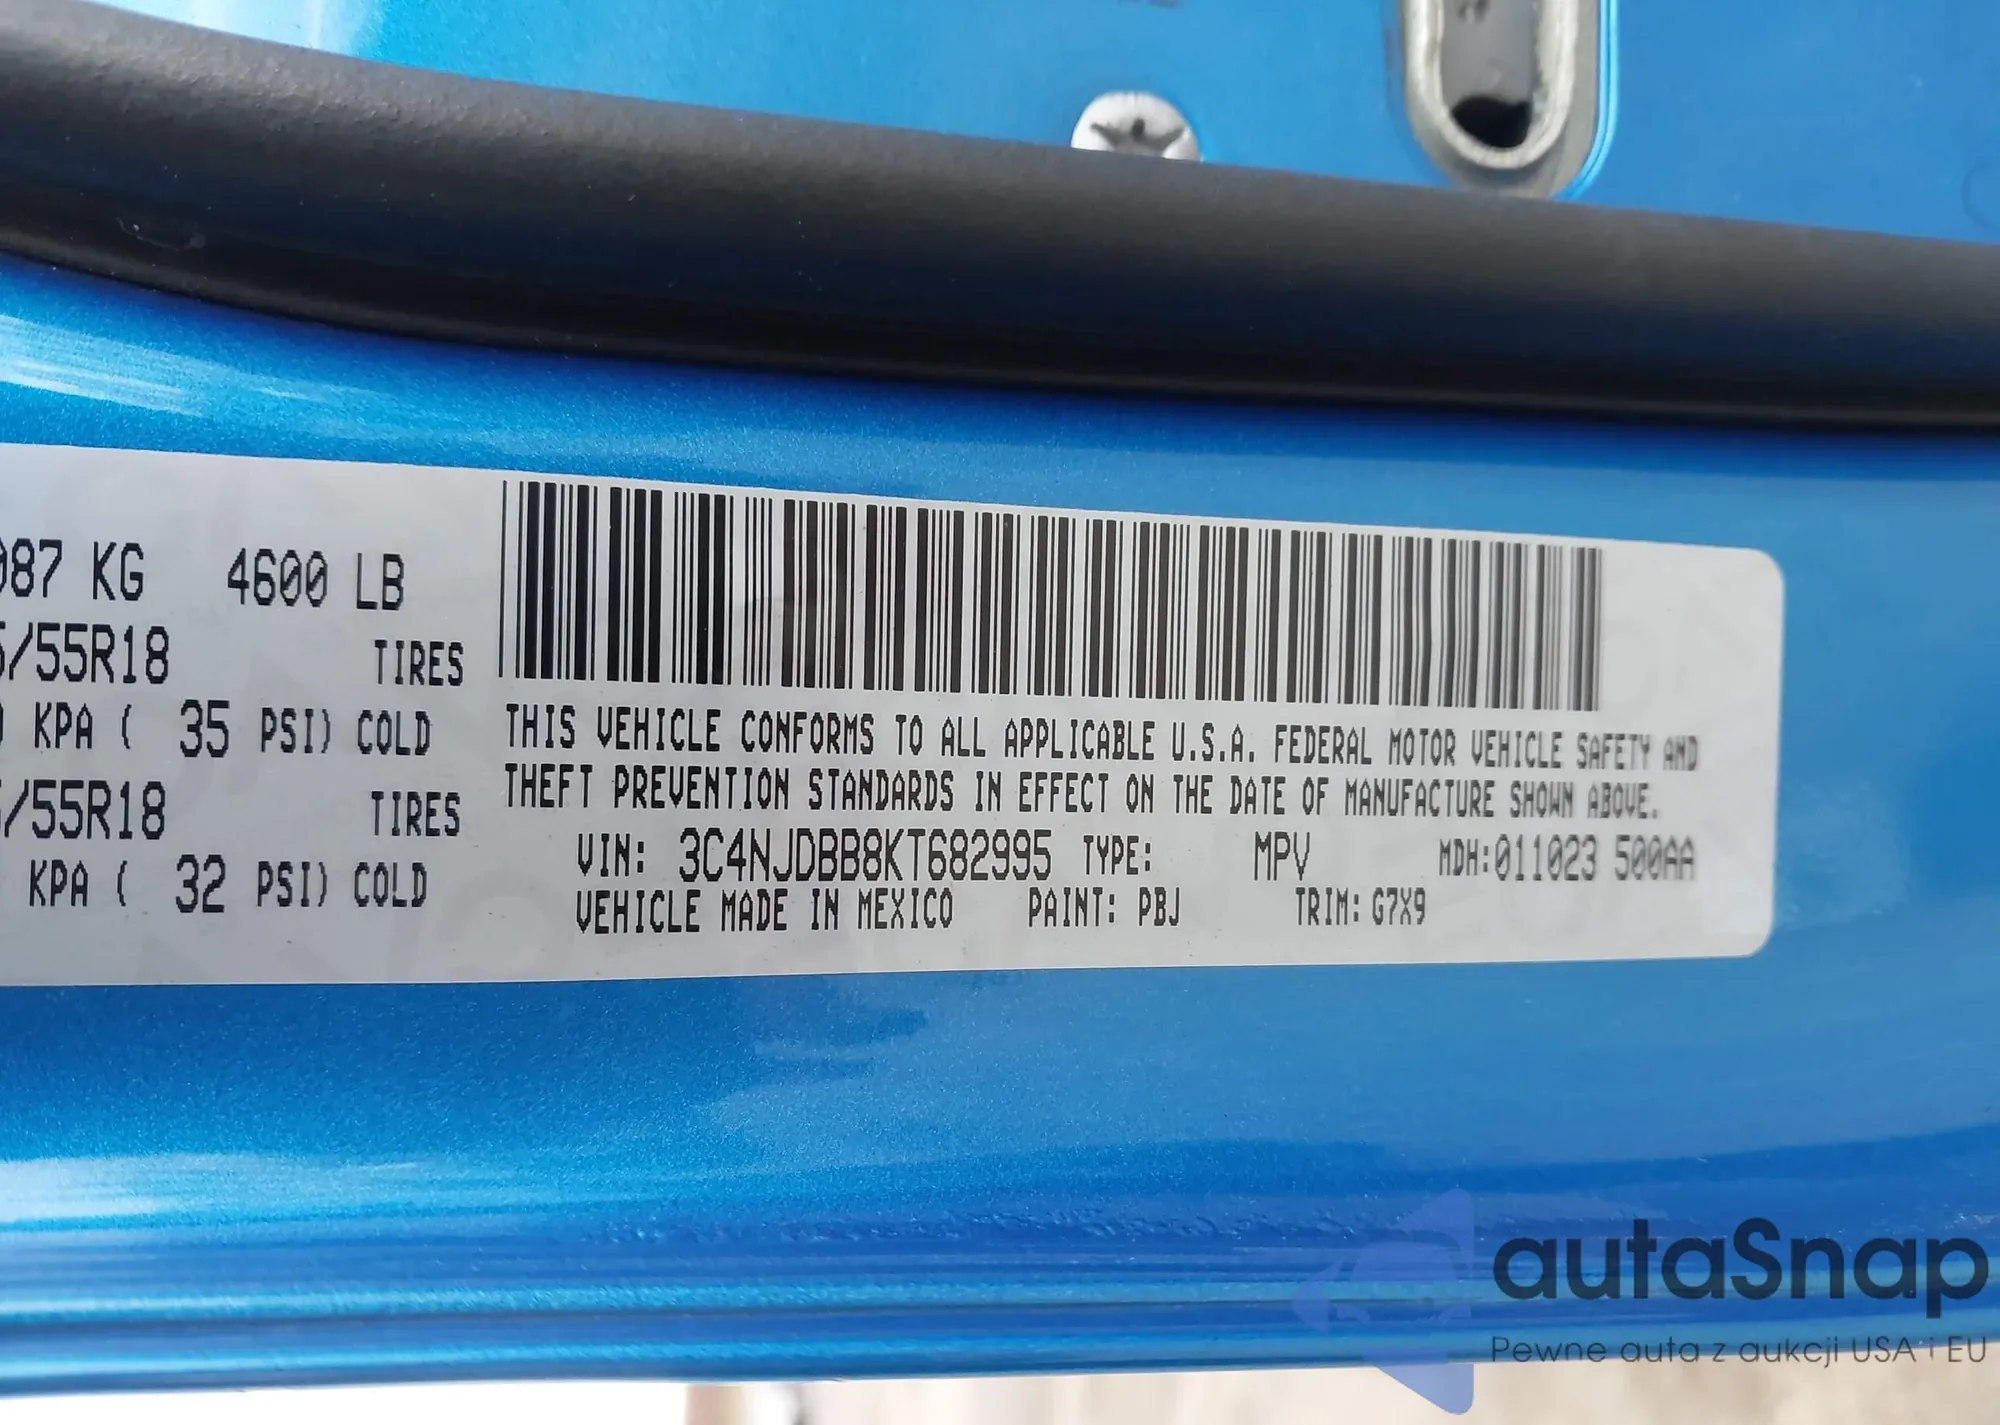 087 KG 4600 LB
5/55R18 TIRES
0 KPA ( 35 PSI) COLD
5/55R18 TIRES
KPA ( 32 PSI) COLD
THIS VEHICLE CONFORMS TO ALL APPLICABLE U.S.A. FEDERAL MOTOR VEHICLE SAFETY AND
THEFT PREVENTION STANDARDS IN EFFECT ON THE DATE OF MANUFACTURE SHOWN ABOVE.
VIN: 3C4NJDBB8KT682995 TYPE: MPV MDH:011023 500AA
VEHICLE MADE IN MEXICO PAINT: PBJ TRIM: G7X9
autaSnap
Pewne auta z aukcji USA i EU